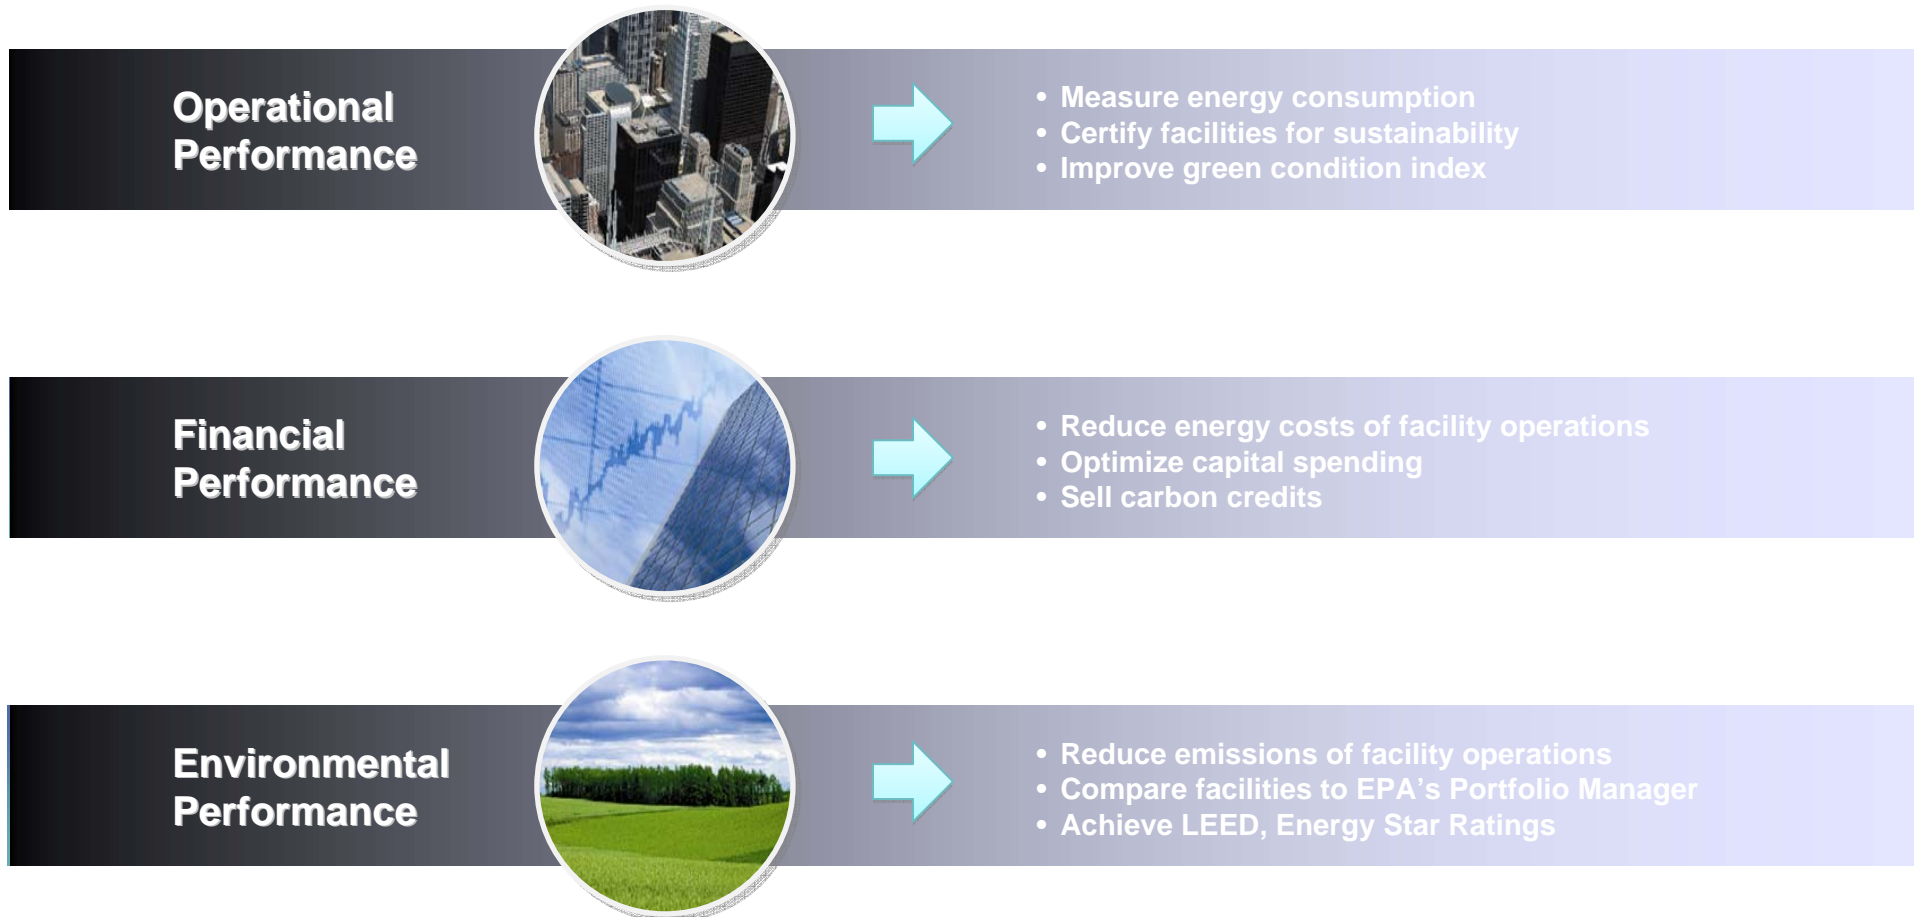 Operational
Performance
• Measure energy consumption
• Certify facilities for sustainability
• Improve green condition index
Financial
Performance
• Reduce energy costs of facility operations
• Optimize capital spending
• Sell carbon credits
Environmental
Performance
• Reduce emissions of facility operations
• Compare facilities to EPA’s Portfolio Manager
• Achieve LEED, Energy Star Ratings